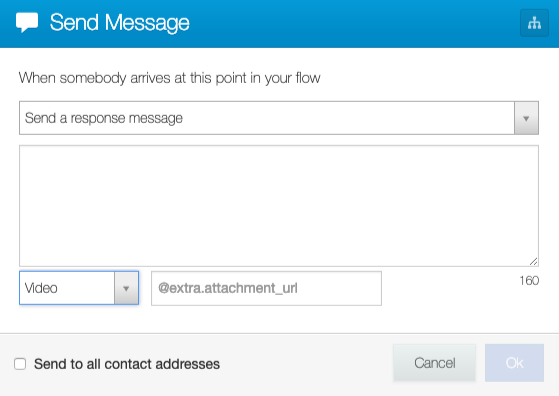 Send Message
When somebody arrives at this point in your flow
Send a response message
160
Video
@extra.attachment_url
Send to all contact addresses
Cancel
Ok